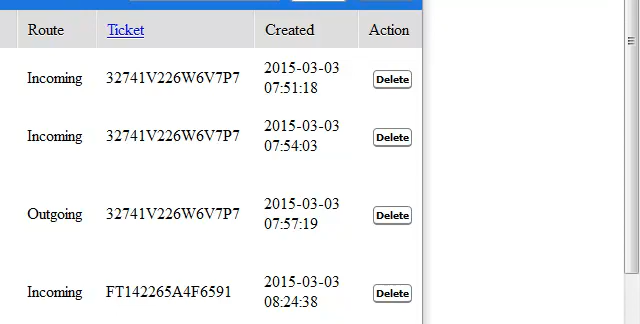 Route Ticket Created Action
Incoming 32741V226W6V7P7 2015-03-03 07:51:18 Delete
Incoming 32741V226W6V7P7 2015-03-03 07:54:03 Delete
Outgoing 32741V226W6V7P7 2015-03-03 07:57:19 Delete
Incoming FT142265A4F6591 2015-03-03 08:24:38 Delete